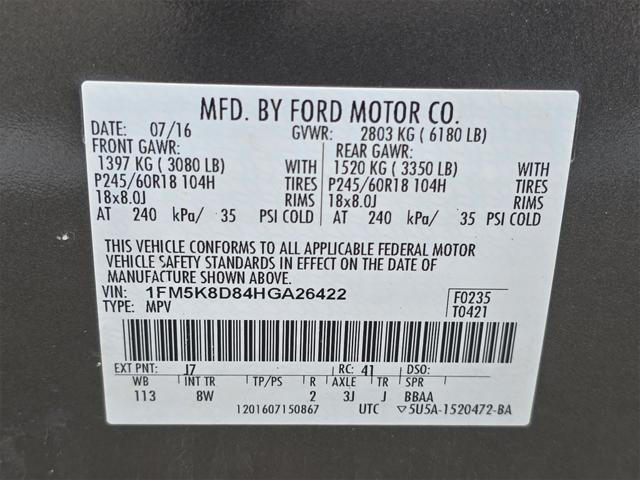 MFD. BY FORD MOTOR CO.
DATE: 07/16 GVWR: 2803 KG ( 6180 LB)
FRONT GAWR: REAR GAWR:
1397 KG ( 3080 LB) WITH 1520 KG ( 3350 LB) WITH
P245/60R18 104H TIRES P245/60R18 104H TIRES
18x8.0J RIMS 18x8.0J RIMS
AT 240 kPa/ 35 PSI COLD AT 240 kPa/ 35 PSI COLD
THIS VEHICLE CONFORMS TO ALL APPLICABLE FEDERAL MOTOR
VEHICLE SAFETY STANDARDS IN EFFECT ON THE DATE OF
MANUFACTURE SHOWN ABOVE.
VIN: 1FM5K8D84HGA26422 F0235
TYPE: MPV T0421
EXT PNT: J7 RC: 41 DSO:
WB INT TR TP/PS R AXLE TR SPR
113 8W 2 3J J BBAA
1201607150867 UTC ▽5U5A-1520472-BA